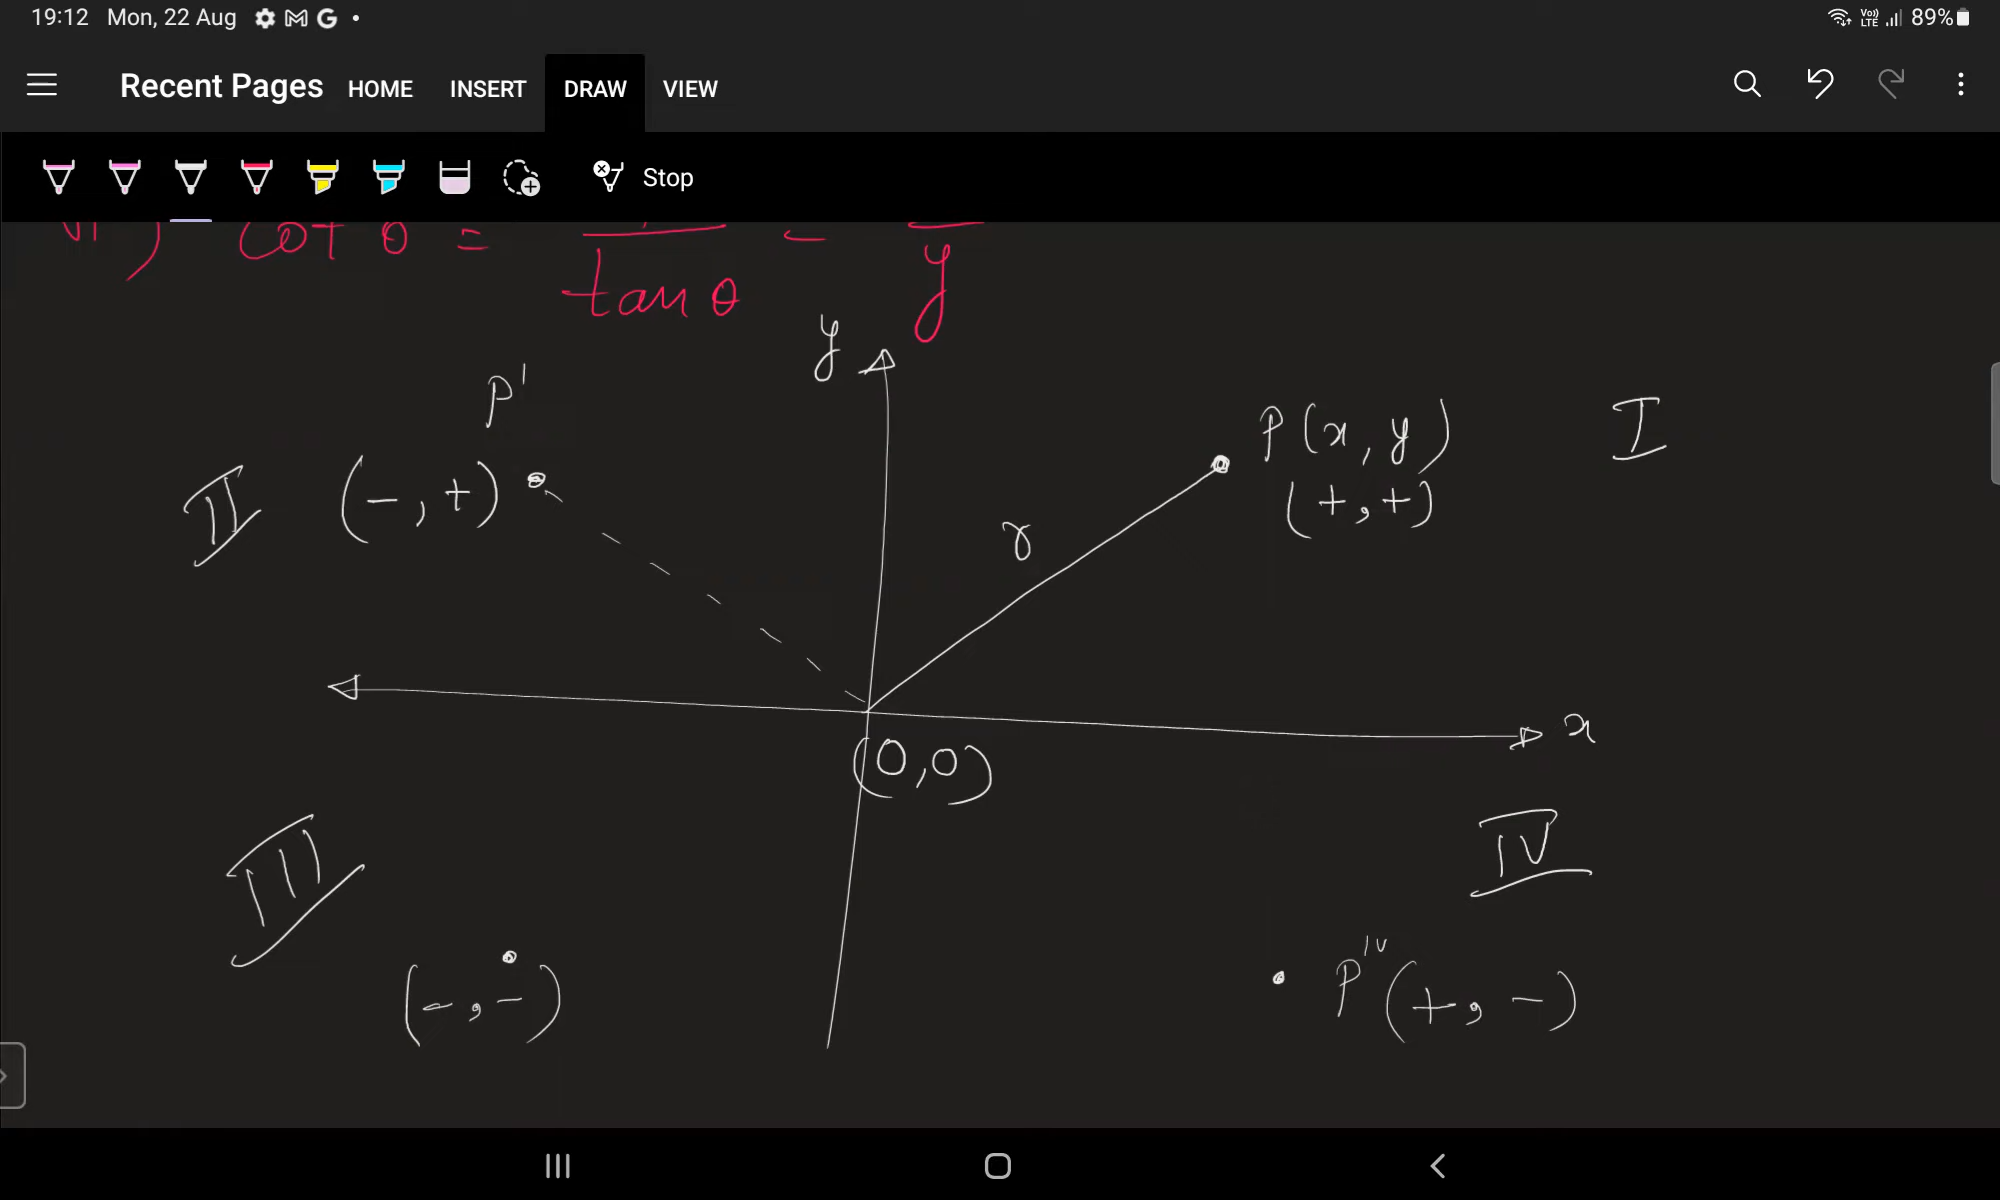 19:12 Mon, 22 Aug G 89%
Recent Pages HOME INSERT DRAW VIEW
Stop
VI) Cot θ = — = —
tan θ y
y
P'
P(x, y)
I
II
(-, +)
(+, +)
r
x
(0,0)
III
IV
(-, -)
P^IV (+, -)